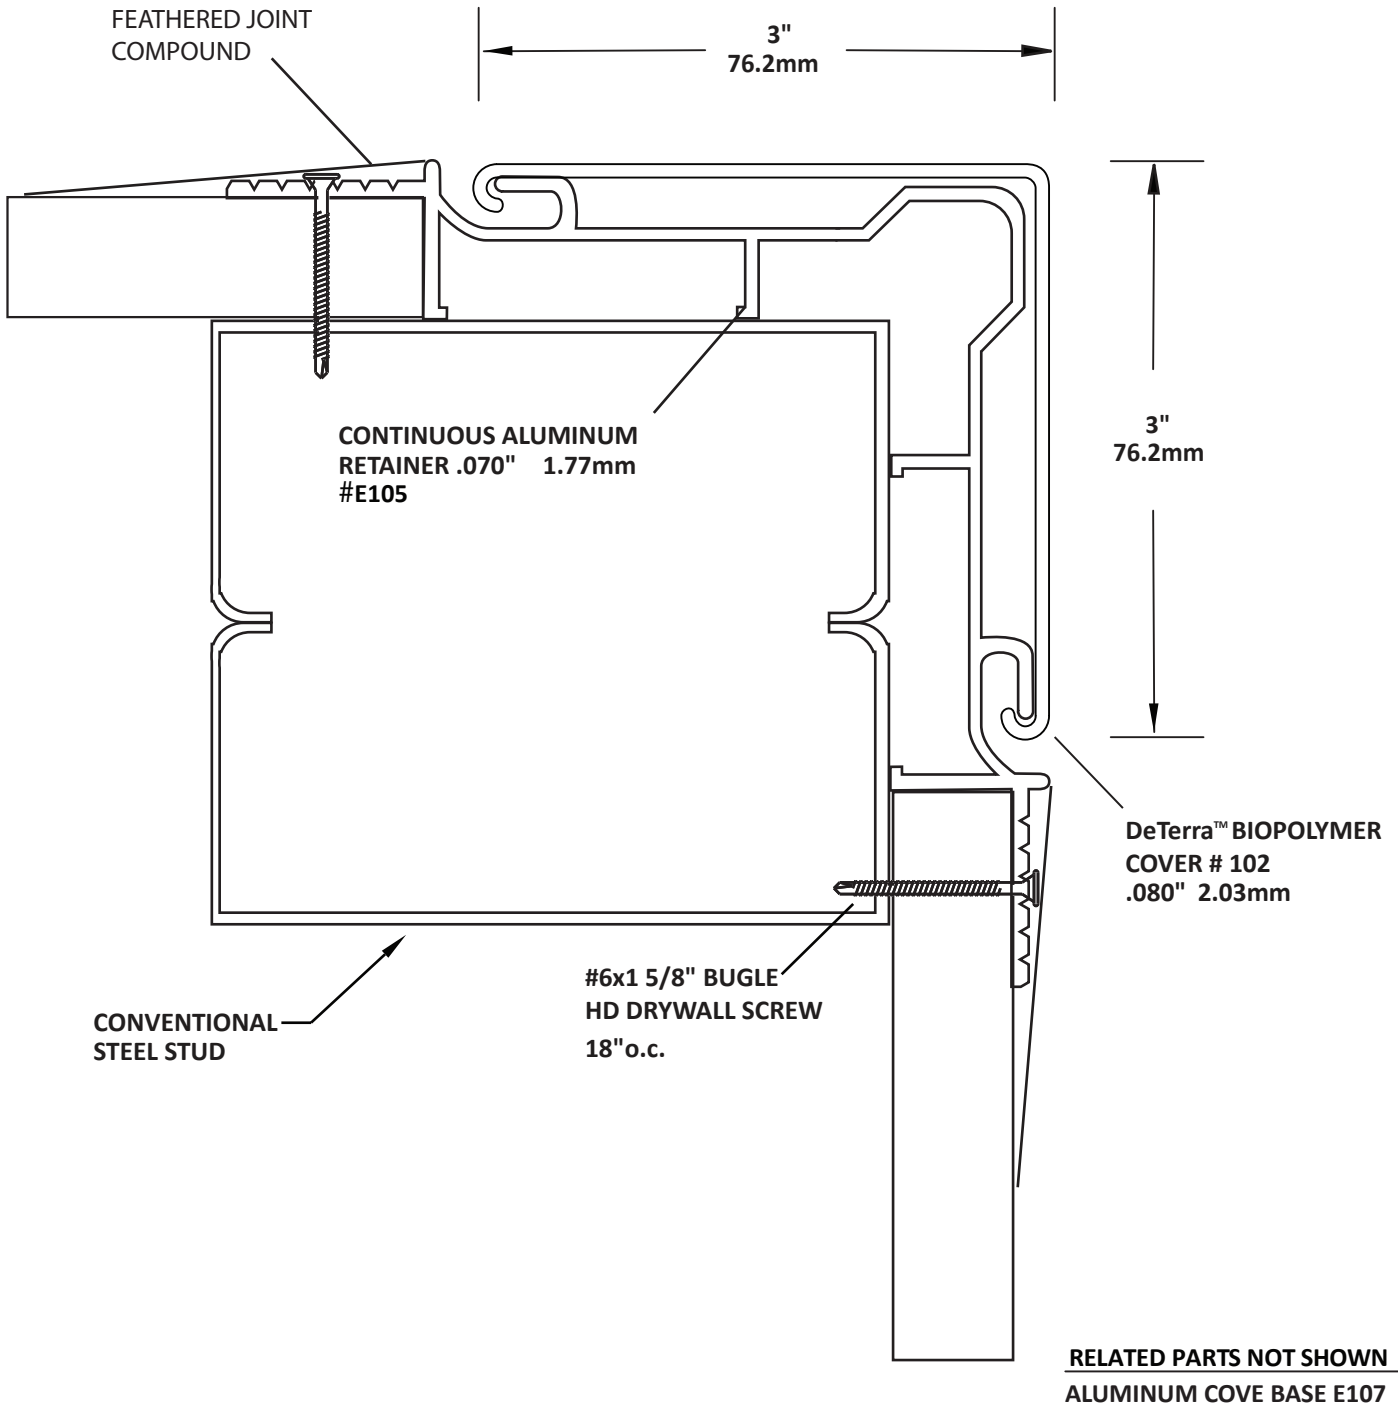 FEATHERED JOINT
COMPOUND
3"
76.2mm
3"
76.2mm
CONTINUOUS ALUMINUM
RETAINER .070" 1.77mm
#E105
DeTerra™ BIOPOLYMER
COVER # 102
.080" 2.03mm
#6x1 5/8" BUGLE
HD DRYWALL SCREW
18"o.c.
CONVENTIONAL
STEEL STUD
RELATED PARTS NOT SHOWN
ALUMINUM COVE BASE E107